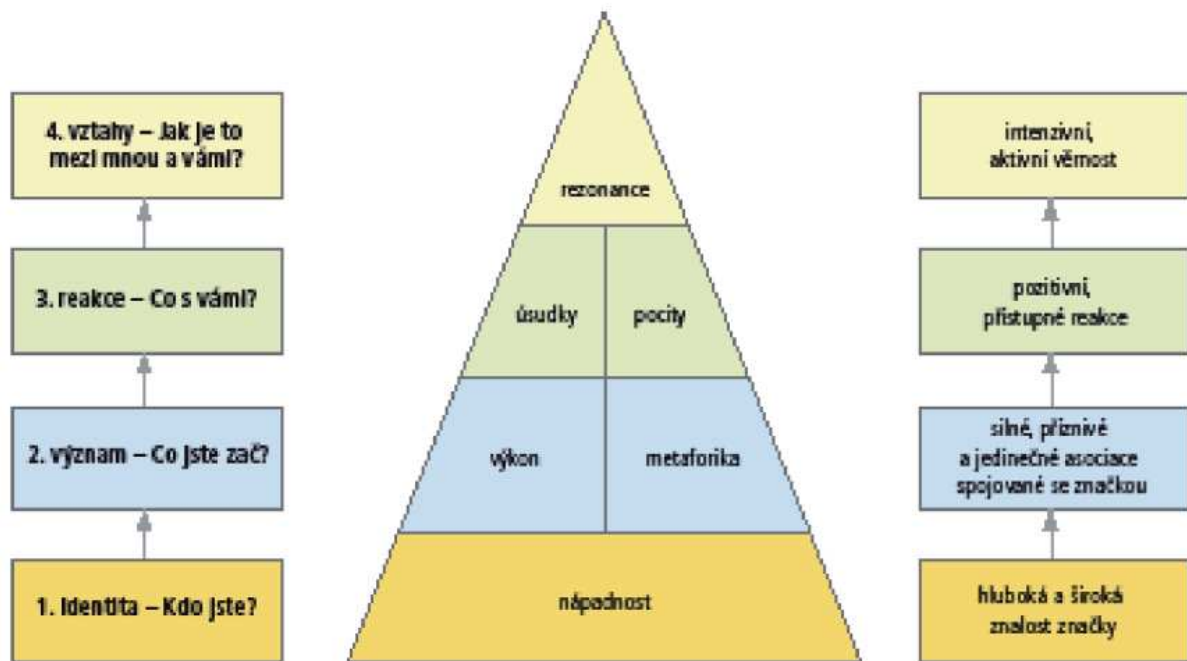 4. vztahy – Jak je to
mezi mnou a vámi?
3. reakce – Co s vámi?
2. význam – Co jste zač?
1. Identita – Kdo jste?
rezonance
úsudky
pocity
výkon
metaforika
nápadnost
intenzivní,
aktivní věrnost
pozitivní,
přístupné reakce
silné, příznivé
a jedinečné asociace
spojované se značkou
hluboká a široká
znalost značky